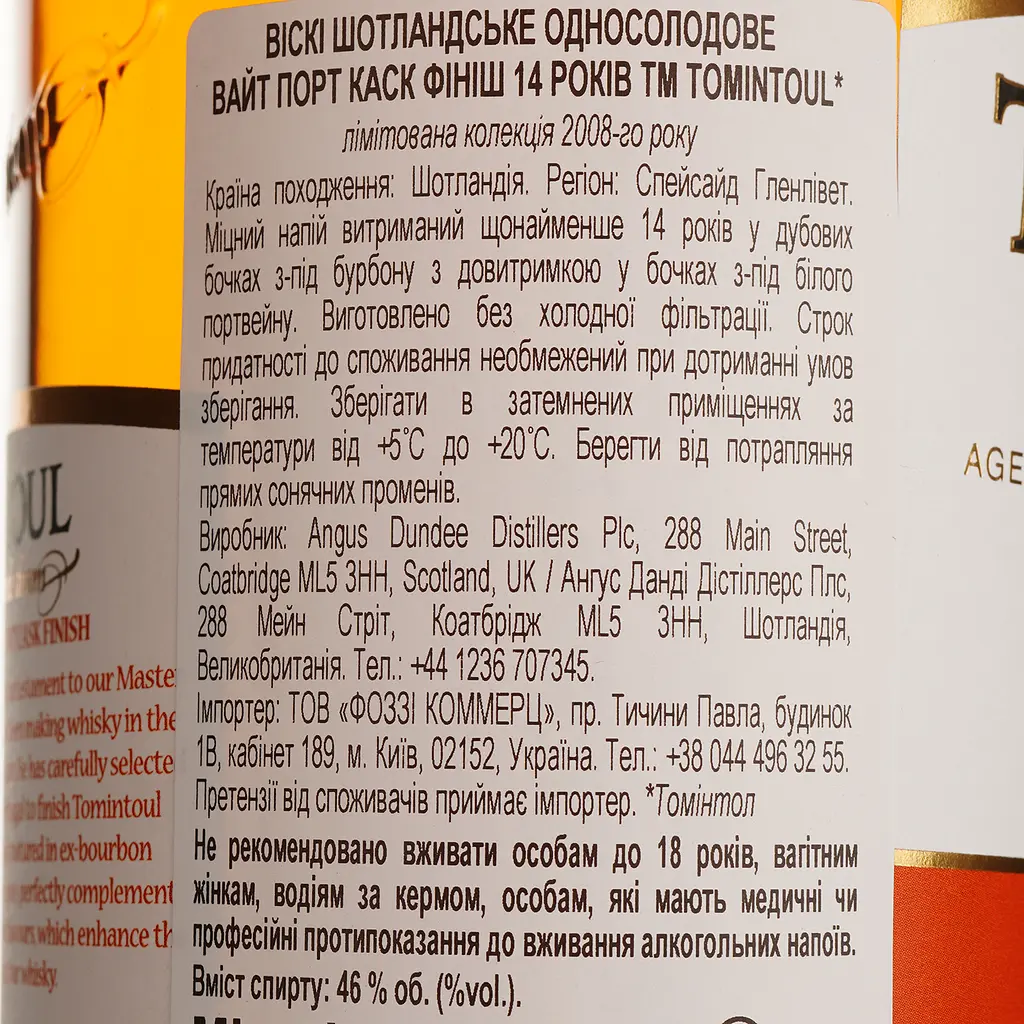 ВІСКІ ШОТЛАНДСЬКЕ ОДНОСОЛОДОВЕ
ВАЙТ ПОРТ КАСК ФІНІШ 14 РОКІВ ТМ TOMINTOUL*
лімітована колекція 2008-го року
Країна походження: Шотландія. Регіон: Спейсайд Гленлівет.
Міцний напій витриманий щонайменше 14 років у дубових
бочках з-під бурбону з довитримкою у бочках з-під білого
портвейну. Виготовлено без холодної фільтрації. Строк
придатності до споживання необмежений при дотриманні умов
зберігання. Зберігати в затемнених приміщеннях за
температури від +5°C до +20°C. Берегти від потрапляння
прямих сонячних променів.
Виробник: Angus Dundee Distillers Plc, 288 Main Street,
Coatbridge ML5 3HH, Scotland, UK / Ангус Данді Дістіллерс Плс,
288 Мейн Стріт, Коатбрідж ML5 3HH, Шотландія,
Великобританія. Тел.: +44 1236 707345.
Імпортер: ТОВ «ФОЗЗІ КОММЕРЦ», пр. Тичини Павла, будинок
1В, кабінет 189, м. Київ, 02152, Україна. Тел.: +38 044 496 32 55.
Претензії від споживачів приймає імпортер. *Томінтол
Не рекомендовано вживати особам до 18 років, вагітним
жінкам, водіям за кермом, особам, які мають медичні чи
професійні протипоказання до вживання алкогольних напоїв.
Вміст спирту: 46 % об. (%vol.).
OUL
FINISH
to our Maste
making whisky in the
has carefully selecte
to finish Tomintoul
in ex-bourbon
perfectly complement
which enhance th
whisky.
T
AGE